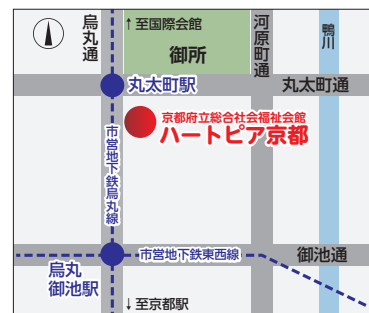 烏丸通
↑至国際会館
御所
河原町通
鴨川
丸太町駅
丸太町通
京都府立総合社会福祉会館
ハートピア京都
市営地下鉄烏丸線
市営地下鉄東西線
御池通
烏丸
御池駅
↓至京都駅